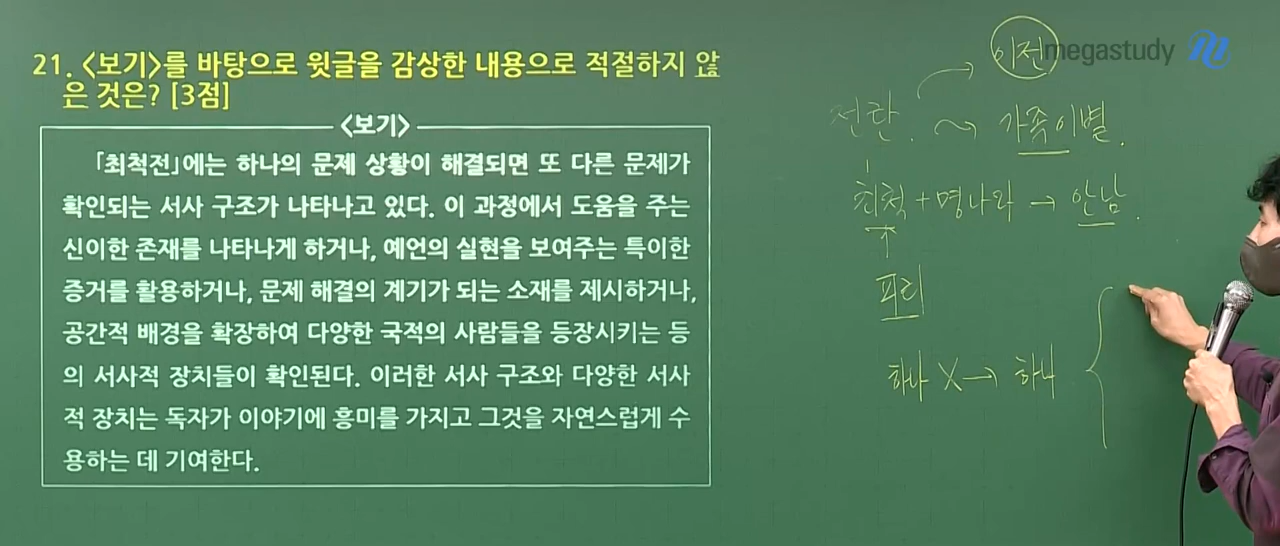 21. <보기>를 바탕으로 윗글을 감상한 내용으로 적절하지 않
은 것은? [3점]
<보기>
「최척전」에는 하나의 문제 상황이 해결되면 또 다른 문제가
확인되는 서사 구조가 나타나고 있다. 이 과정에서 도움을 주는
신이한 존재를 나타나게 하거나, 예언의 실현을 보여주는 특이한
증거를 활용하거나, 문제 해결의 계기가 되는 소재를 제시하거나,
공간적 배경을 확장하여 다양한 국적의 사람들을 등장시키는 등
의 서사적 장치들이 확인된다. 이러한 서사 구조와 다양한 서사
적 장치는 독자가 이야기에 흥미를 가지고 그것을 자연스럽게 수
용하는 데 기여한다.
이전
megastudy
전란. ~> 가족이별.
최척 + 명나라 → 안남.
피리
하나 X → 하나 {